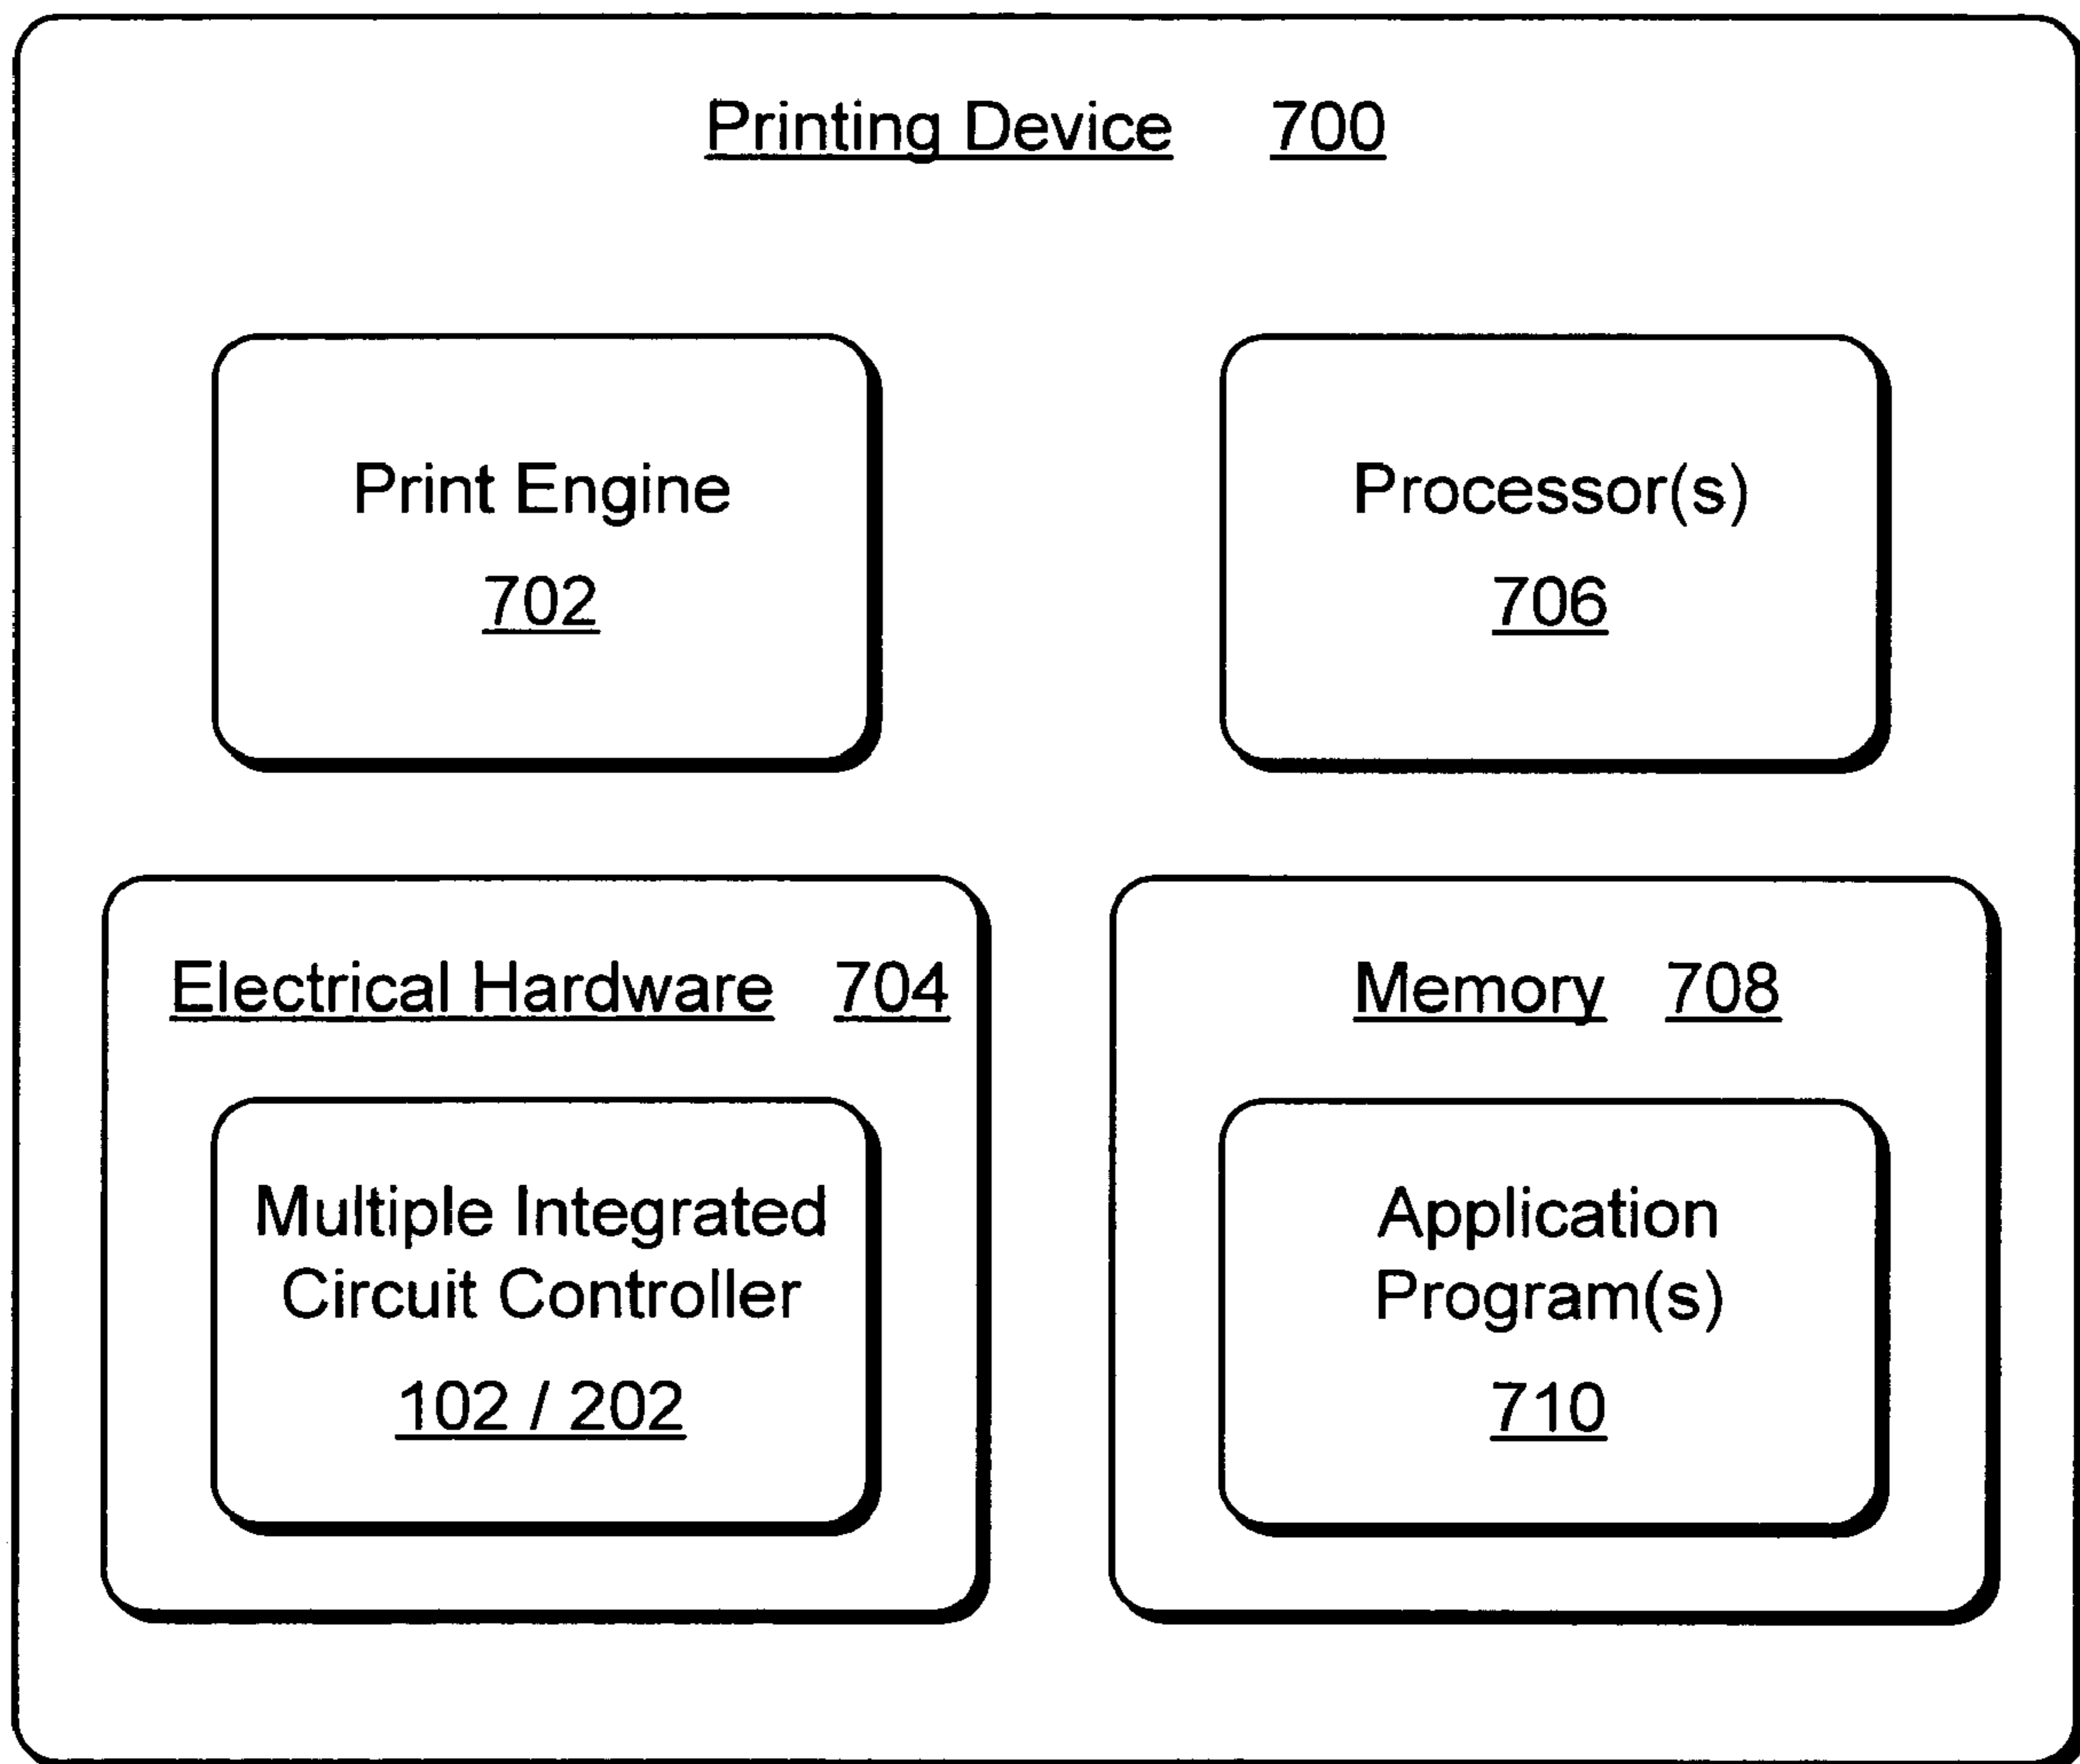 Printing Device 700
Print Engine
702
Processor(s)
706
Electrical Hardware 704
Multiple Integrated
Circuit Controller
102 / 202
Memory 708
Application
Program(s)
710